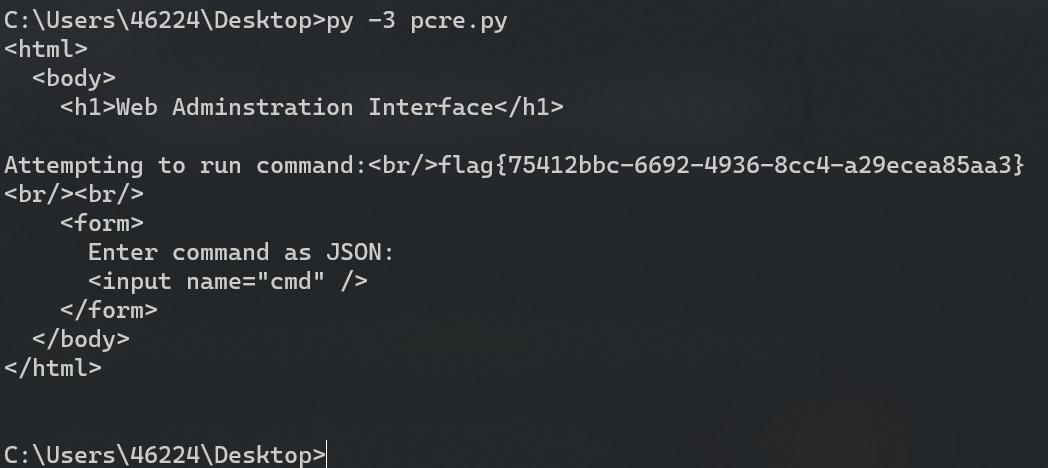 C:\Users\46224\Desktop>py -3 pcre.py
<html>
  <body>
    <h1>Web Adminstration Interface</h1>

Attempting to run command:<br/>flag{75412bbc-6692-4936-8cc4-a29ecea85aa3}
<br/><br/>
    <form>
      Enter command as JSON:
      <input name="cmd" />
    </form>
  </body>
</html>

C:\Users\46224\Desktop>